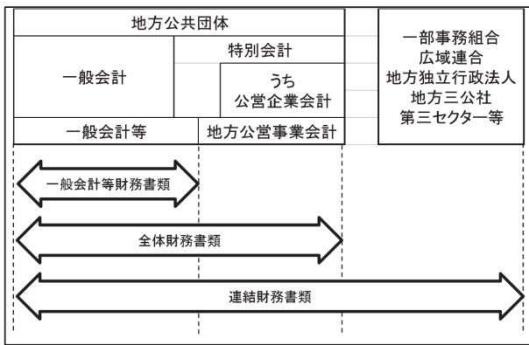 地方公共団体
一般会計
特別会計
うち
公営企業会計
一般会計等
地方公営事業会計
一部事務組合
広域連合
地方独立行政法人
地方三公社
第三セクター等
一般会計等財務書類
全体財務書類
連結財務書類